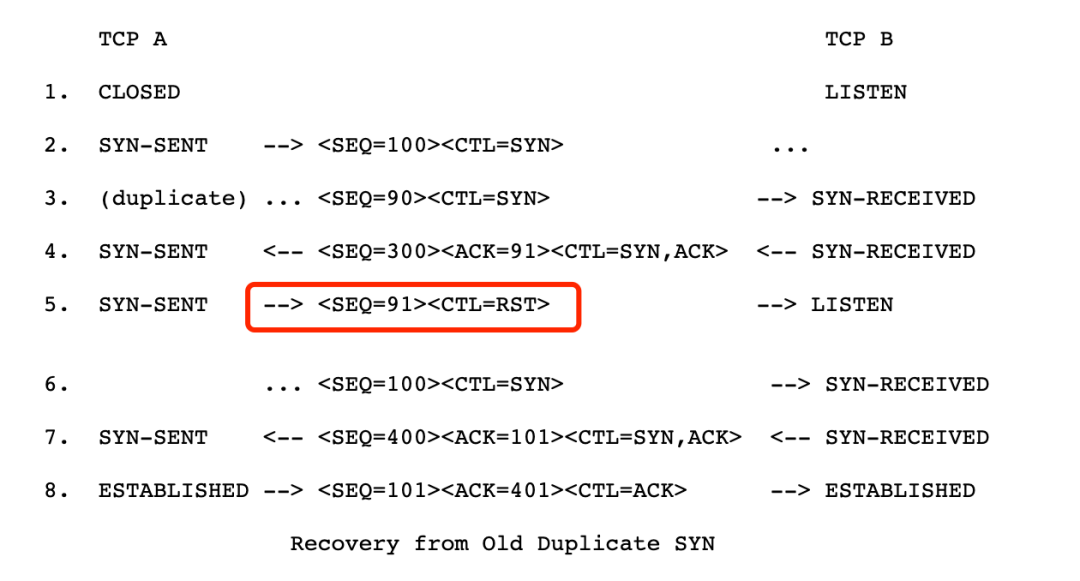 TCP A TCP B
1. CLOSED LISTEN
2. SYN-SENT --> <SEQ=100><CTL=SYN> ...
3. (duplicate) ... <SEQ=90><CTL=SYN> --> SYN-RECEIVED
4. SYN-SENT <-- <SEQ=300><ACK=91><CTL=SYN,ACK> <-- SYN-RECEIVED
5. SYN-SENT --> <SEQ=91><CTL=RST> --> LISTEN
6. ... <SEQ=100><CTL=SYN> --> SYN-RECEIVED
7. SYN-SENT <-- <SEQ=400><ACK=101><CTL=SYN,ACK> <-- SYN-RECEIVED
8. ESTABLISHED --> <SEQ=101><ACK=401><CTL=ACK> --> ESTABLISHED
Recovery from Old Duplicate SYN